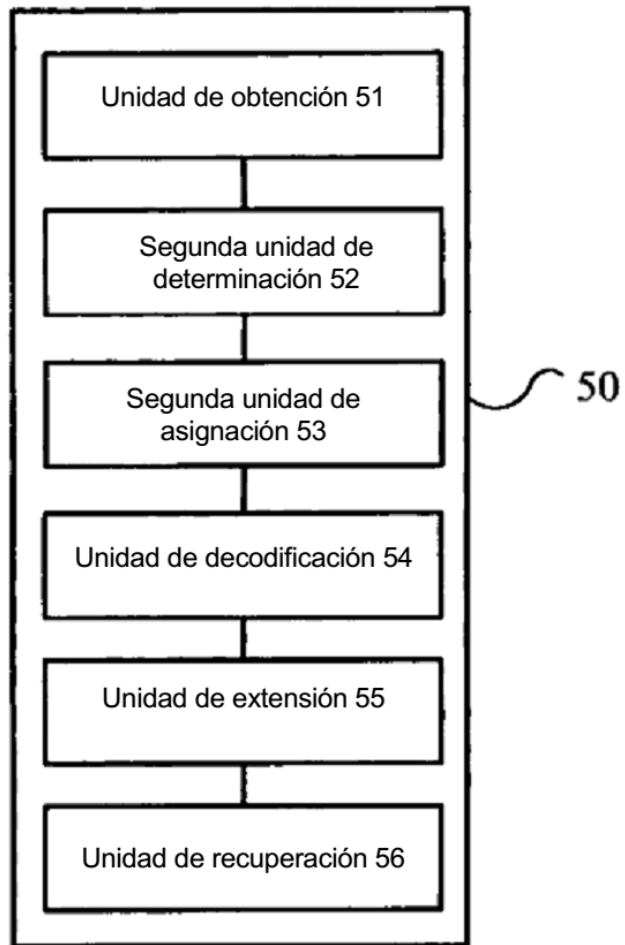 Unidad de obtención 51
Segunda unidad de
determinación 52
Segunda unidad de
asignación 53
50
Unidad de decodificación 54
Unidad de extensión 55
Unidad de recuperación 56